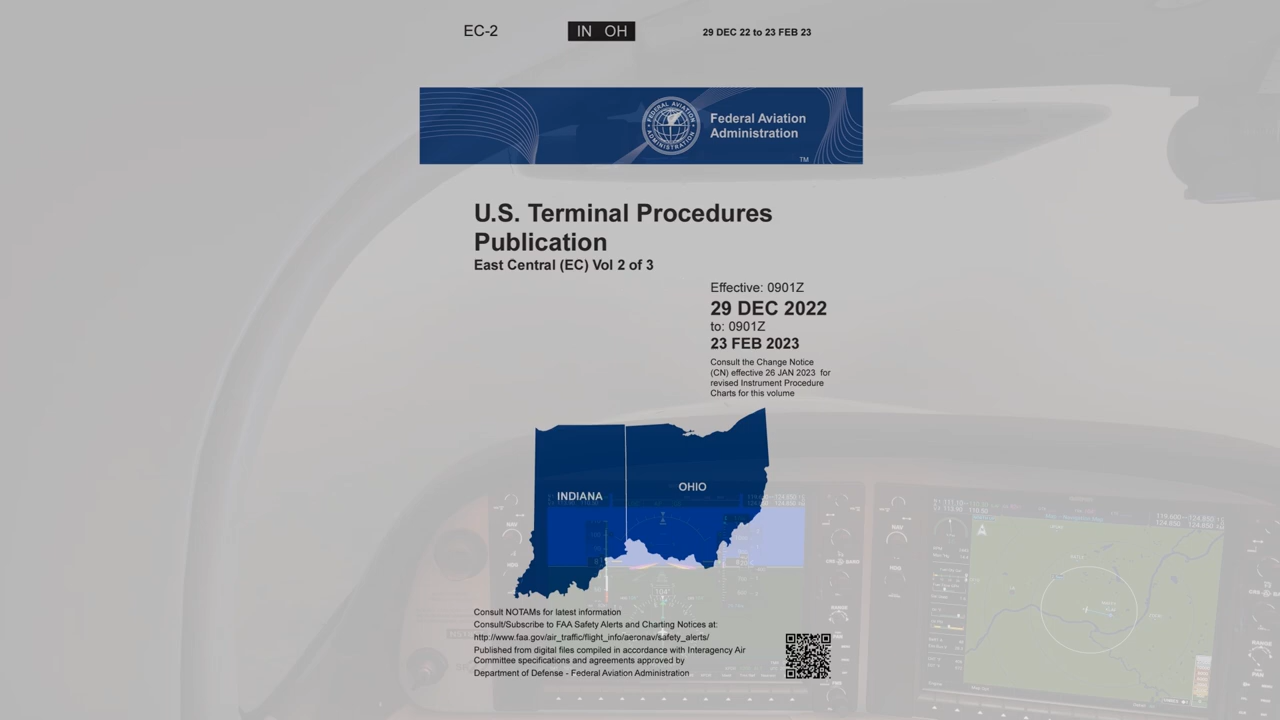 EC-2
IN OH
29 DEC 22 to 23 FEB 23
FEDERAL AVIATION ADMINISTRATION
Federal Aviation
Administration
TM
U.S. Terminal Procedures
Publication
East Central (EC) Vol 2 of 3
Effective: 0901Z
29 DEC 2022
to: 0901Z
23 FEB 2023
Consult the Change Notice
(CN) effective 26 JAN 2023 for
revised Instrument Procedure
Charts for this volume
INDIANA
OHIO
Consult NOTAMs for latest information
Consult/Subscribe to FAA Safety Alerts and Charting Notices at:
http://www.faa.gov/air_traffic/flight_info/aeronav/safety_alerts/
Published from digital files compiled in accordance with Interagency Air
Committee specifications and agreements approved by
Department of Defense - Federal Aviation Administration